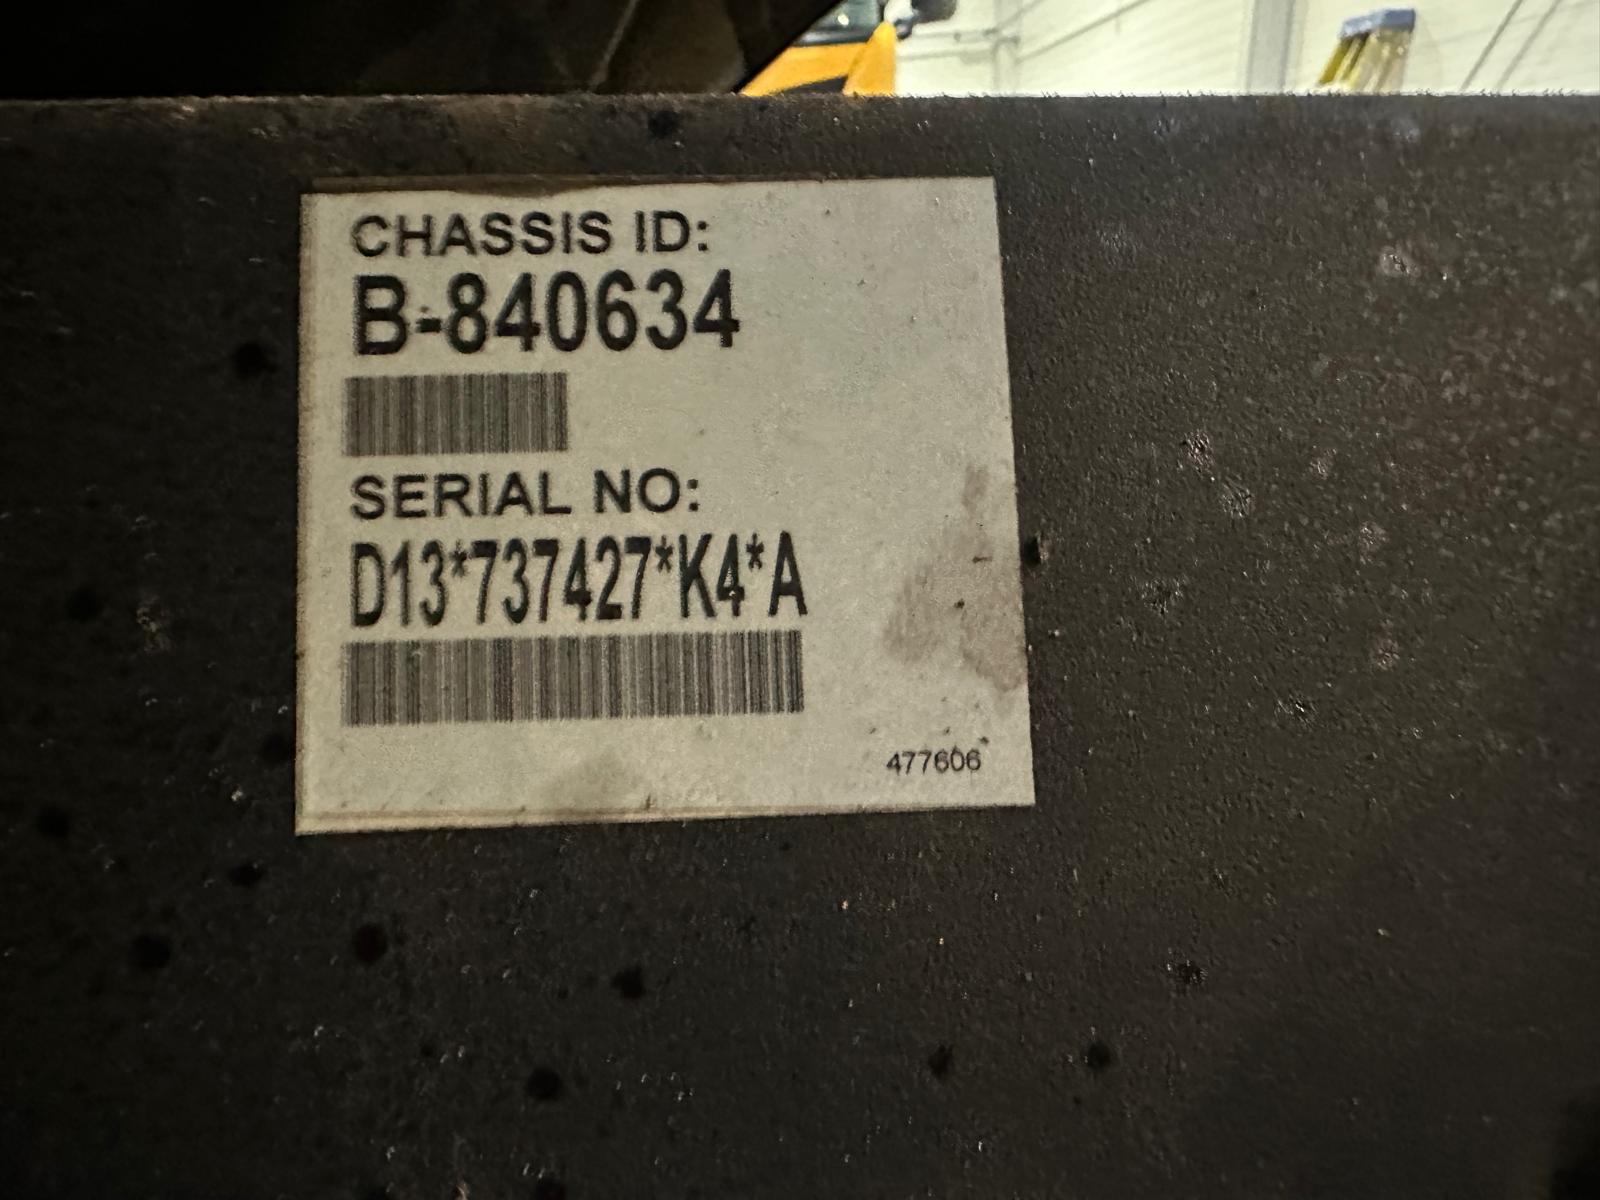 CHASSIS ID:
B-840634
SERIAL NO:
D13*737427*K4*A
477606